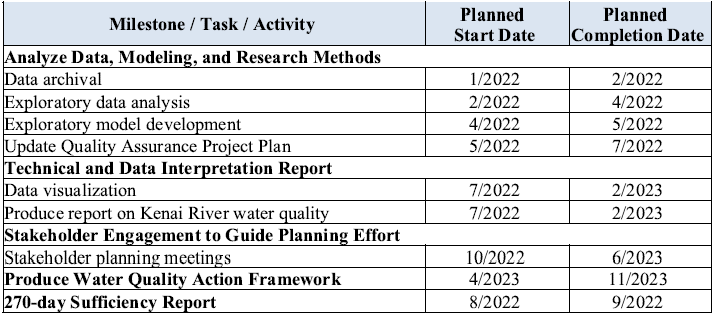 Milestone / Task / Activity Planned Start Date Planned Completion Date
Analyze Data, Modeling, and Research Methods
Data archival 1/2022 2/2022
Exploratory data analysis 2/2022 4/2022
Exploratory model development 4/2022 5/2022
Update Quality Assurance Project Plan 5/2022 7/2022
Technical and Data Interpretation Report
Data visualization 7/2022 2/2023
Produce report on Kenai River water quality 7/2022 2/2023
Stakeholder Engagement to Guide Planning Effort
Stakeholder planning meetings 10/2022 6/2023
Produce Water Quality Action Framework 4/2023 11/2023
270-day Sufficiency Report 8/2022 9/2022